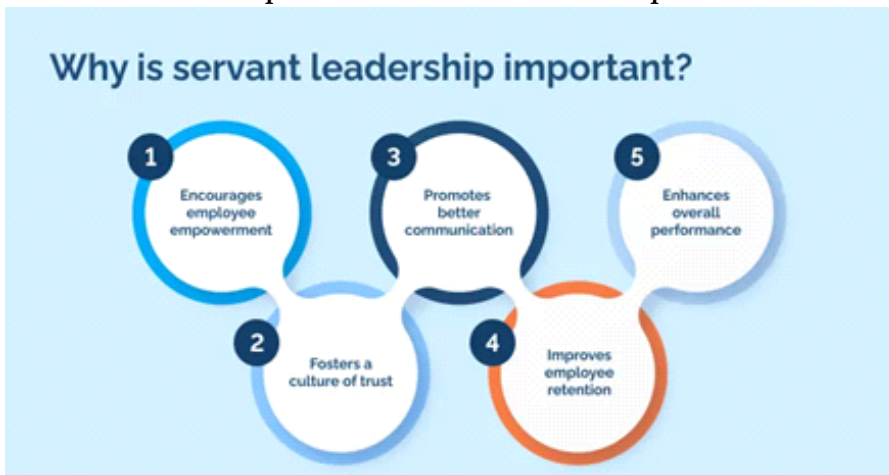 Why is servant leadership important?
1
Encourages
employee
empowerment
2
Fosters a
culture of trust
3
Promotes
better
communication
4
Improves
employee
retention
5
Enhances
overall
performance